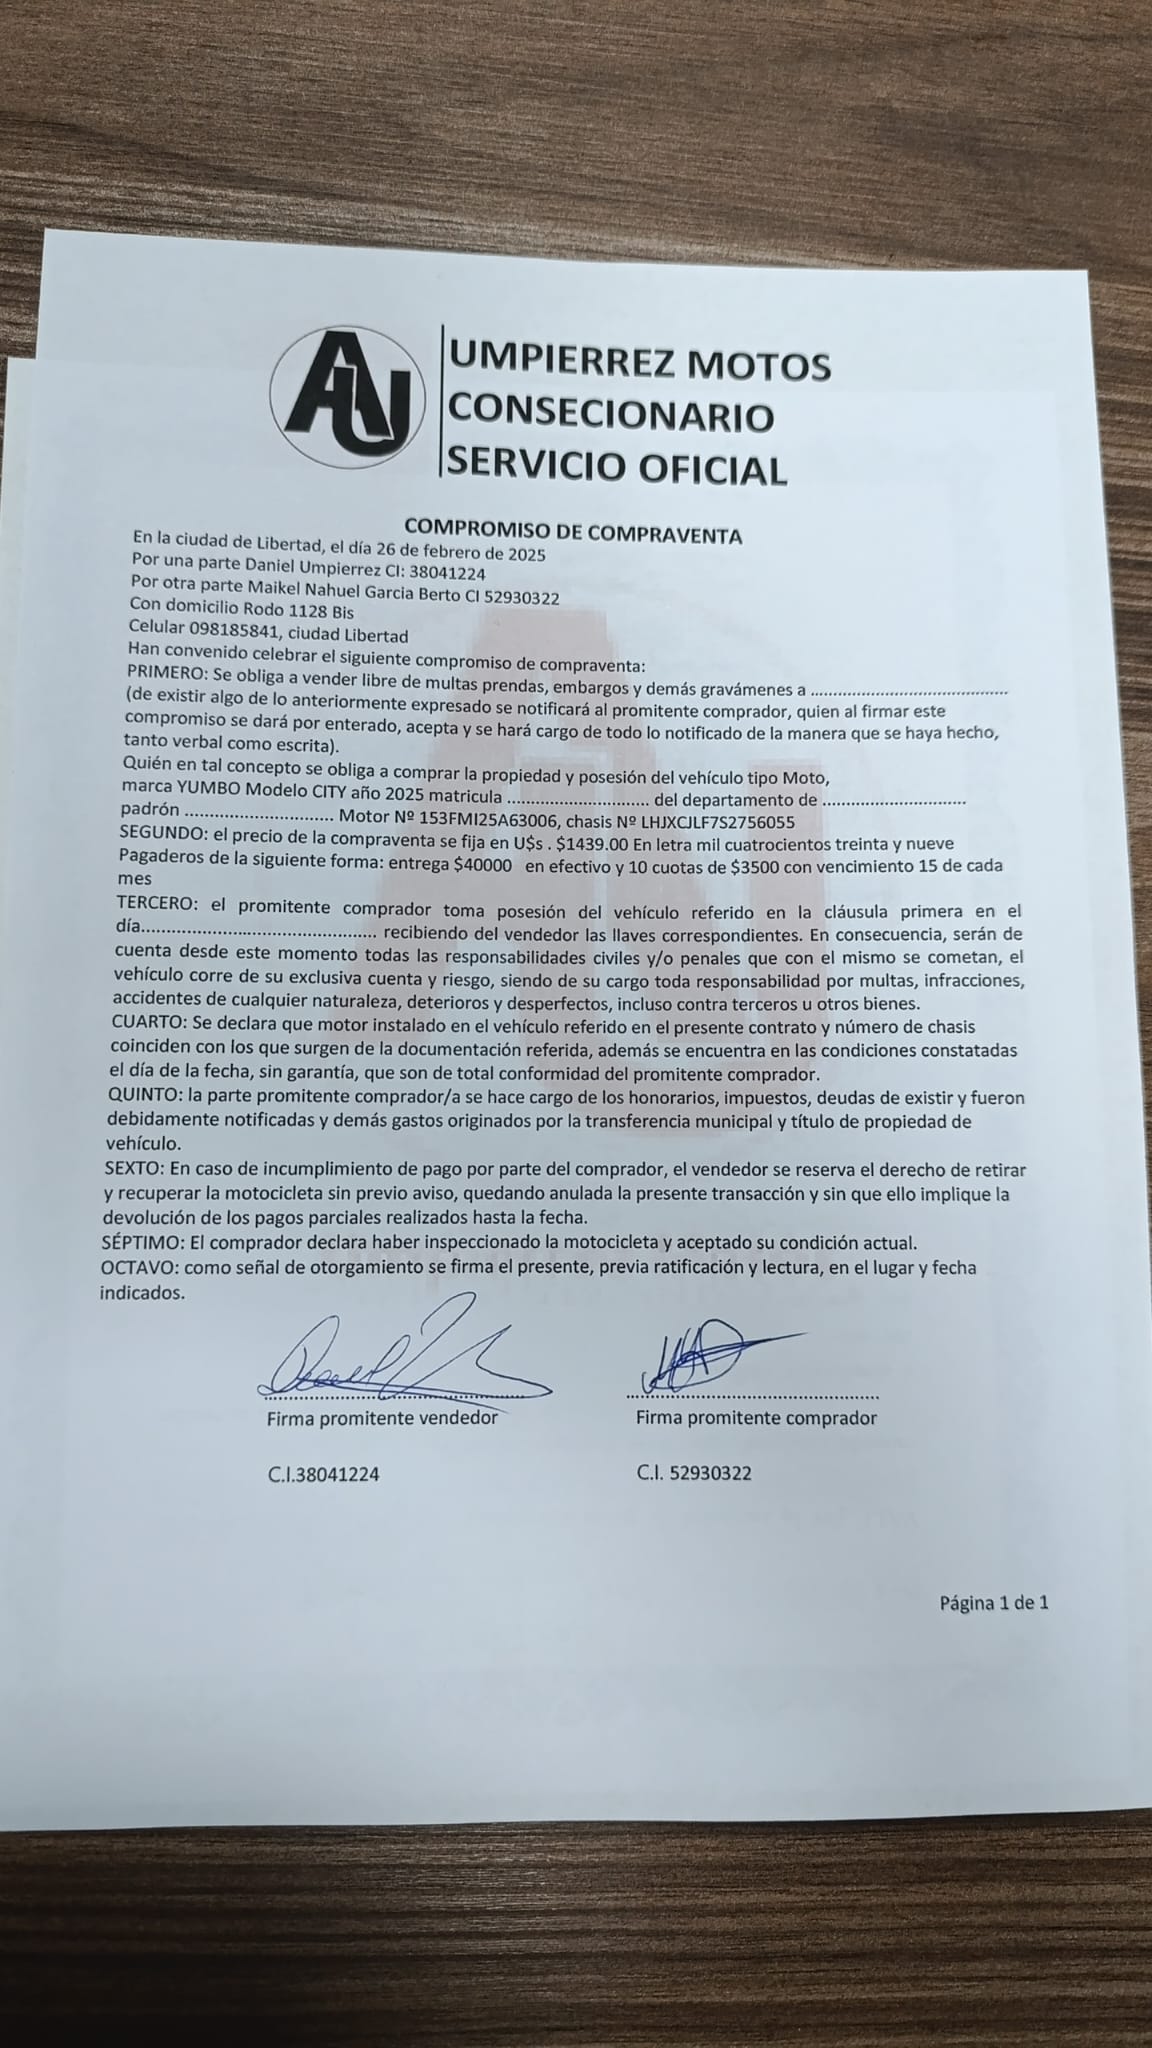 AU
UMPIERREZ MOTOS
CONSECIONARIO
SERVICIO OFICIAL
COMPROMISO DE COMPRAVENTA
En la ciudad de Libertad, el día 26 de febrero de 2025
Por una parte Daniel Umpierrez CI: 38041224
Por otra parte Maikel Nahuel Garcia Berto CI 52930322
Con domicilio Rodo 1128 Bis
Celular 098185841, ciudad Libertad
Han convenido celebrar el siguiente compromiso de compraventa:
PRIMERO: Se obliga a vender libre de multas prendas, embargos y demás gravámenes a ............................................
(de existir algo de lo anteriormente expresado se notificará al promitente comprador, quien al firmar este
compromiso se dará por enterado, acepta y se hará cargo de todo lo notificado de la manera que se haya hecho,
tanto verbal como escrita).
Quién en tal concepto se obliga a comprar la propiedad y posesión del vehículo tipo Moto,
marca YUMBO Modelo CITY año 2025 matricula ............................... del departamento de ...............................
padrón ................................ Motor Nº 153FMI25A63006, chasis Nº LHJXCJLF7S2756055
SEGUNDO: el precio de la compraventa se fija en U$s . $1439.00 En letra mil cuatrocientos treinta y nueve
Pagaderos de la siguiente forma: entrega $40000 en efectivo y 10 cuotas de $3500 con vencimiento 15 de cada
mes
TERCERO: el promitente comprador toma posesión del vehículo referido en la cláusula primera en el
día.................................................. recibiendo del vendedor las llaves correspondientes. En consecuencia, serán de
cuenta desde este momento todas las responsabilidades civiles y/o penales que con el mismo se cometan, el
vehículo corre de su exclusiva cuenta y riesgo, siendo de su cargo toda responsabilidad por multas, infracciones,
accidentes de cualquier naturaleza, deterioros y desperfectos, incluso contra terceros u otros bienes.
CUARTO: Se declara que motor instalado en el vehículo referido en el presente contrato y número de chasis
coinciden con los que surgen de la documentación referida, además se encuentra en las condiciones constatadas
el día de la fecha, sin garantía, que son de total conformidad del promitente comprador.
QUINTO: la parte promitente comprador/a se hace cargo de los honorarios, impuestos, deudas de existir y fueron
debidamente notificadas y demás gastos originados por la transferencia municipal y título de propiedad de
vehículo.
SEXTO: En caso de incumplimiento de pago por parte del comprador, el vendedor se reserva el derecho de retirar
y recuperar la motocicleta sin previo aviso, quedando anulada la presente transacción y sin que ello implique la
devolución de los pagos parciales realizados hasta la fecha.
SÉPTIMO: El comprador declara haber inspeccionado la motocicleta y aceptado su condición actual.
OCTAVO: como señal de otorgamiento se firma el presente, previa ratificación y lectura, en el lugar y fecha
indicados.
Firma promitente vendedor
Firma promitente comprador
C.I.38041224
C.I. 52930322
Página 1 de 1